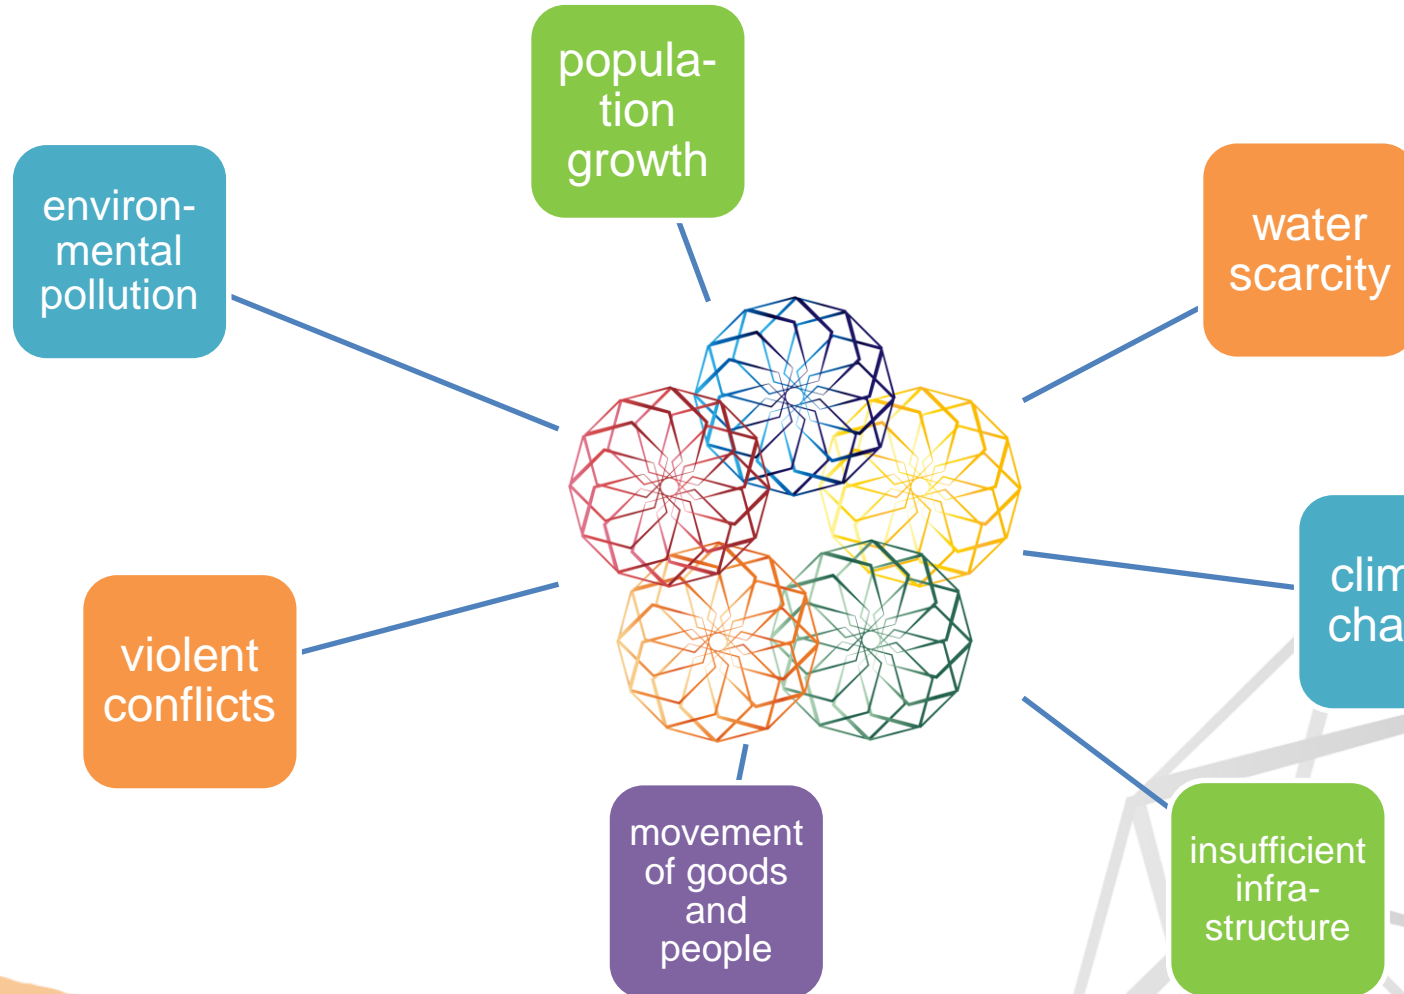 popula-
tion
growth
environ-
mental
pollution
water
scarcity
violent
conflicts
movement
of goods
and
people
insufficient
infra-
structure